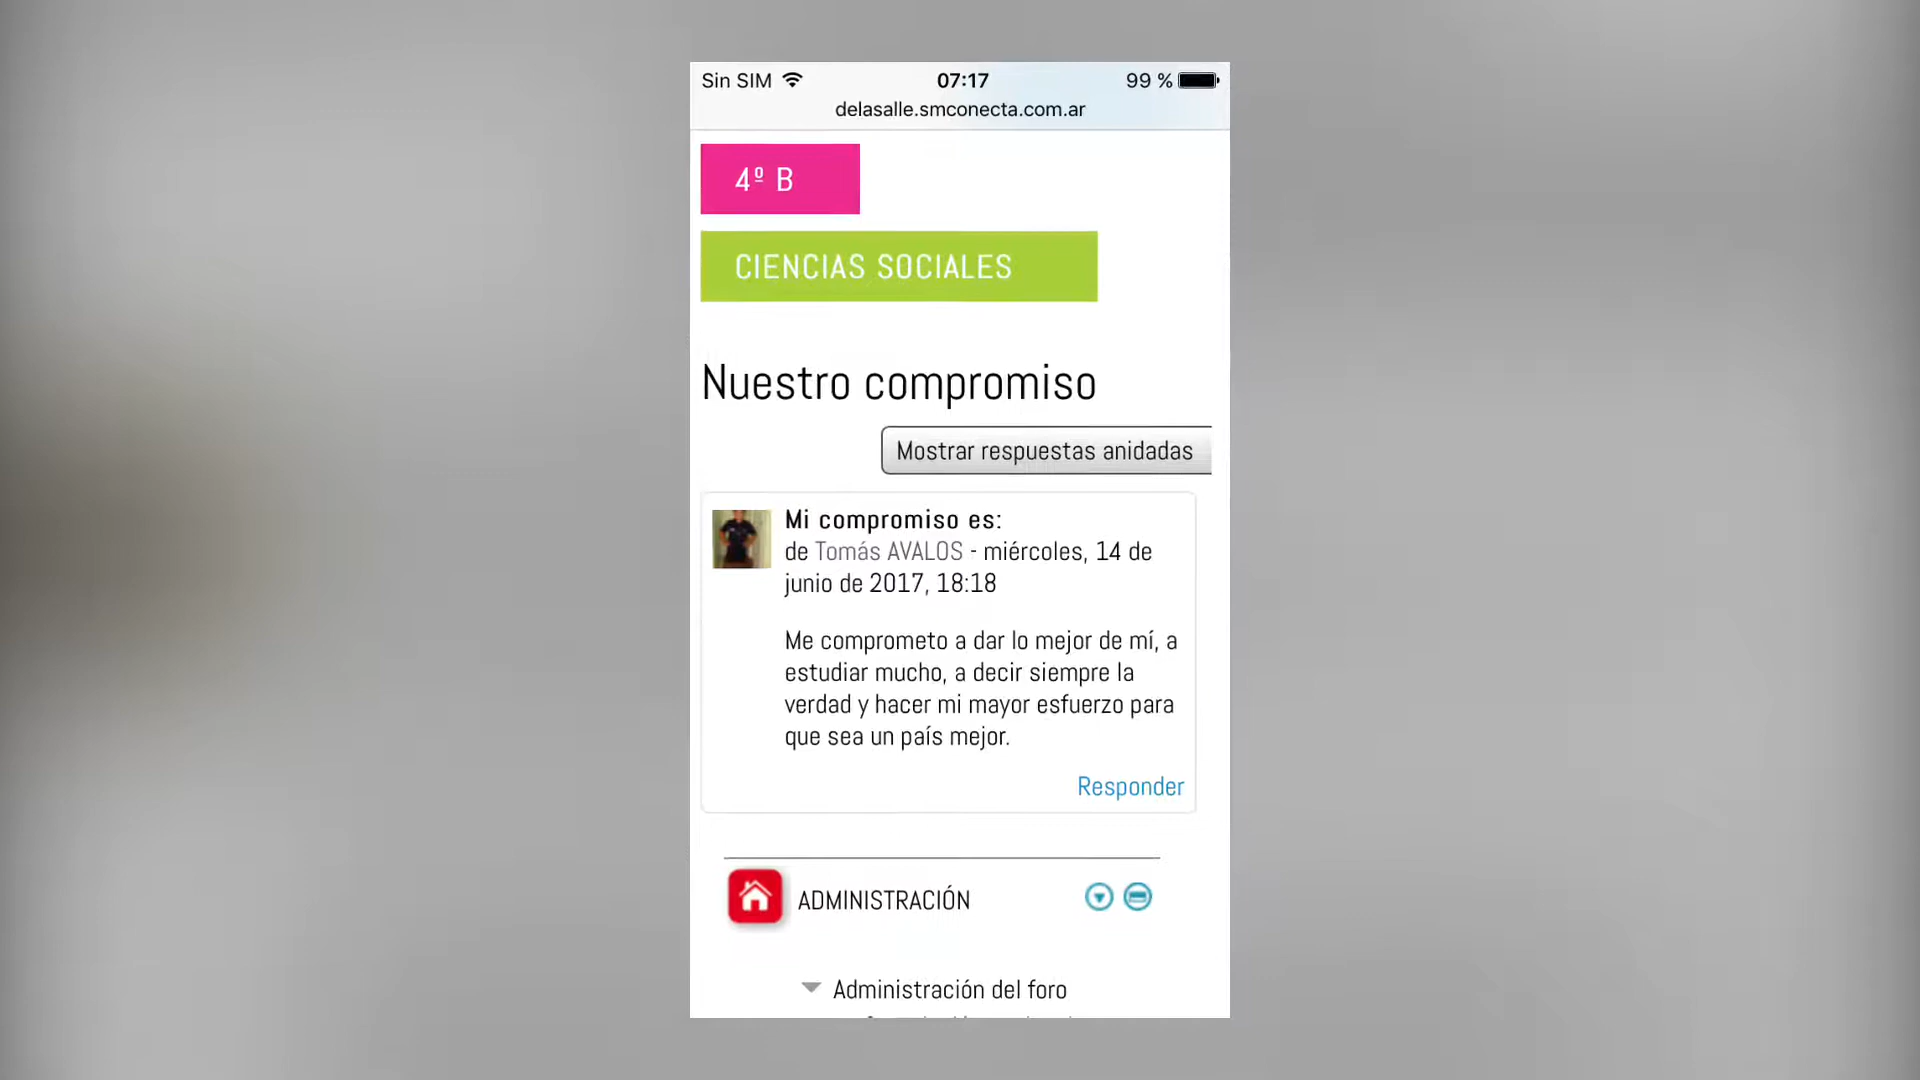 Sin SIM 07:17 99 %
delasalle.smconecta.com.ar
4º B
CIENCIAS SOCIALES
Nuestro compromiso
Mostrar respuestas anidadas
Mi compromiso es:
de Tomás AVALOS - miércoles, 14 de
junio de 2017, 18:18
Me comprometo a dar lo mejor de mí, a
estudiar mucho, a decir siempre la
verdad y hacer mi mayor esfuerzo para
que sea un país mejor.
Responder
ADMINISTRACIÓN
Administración del foro